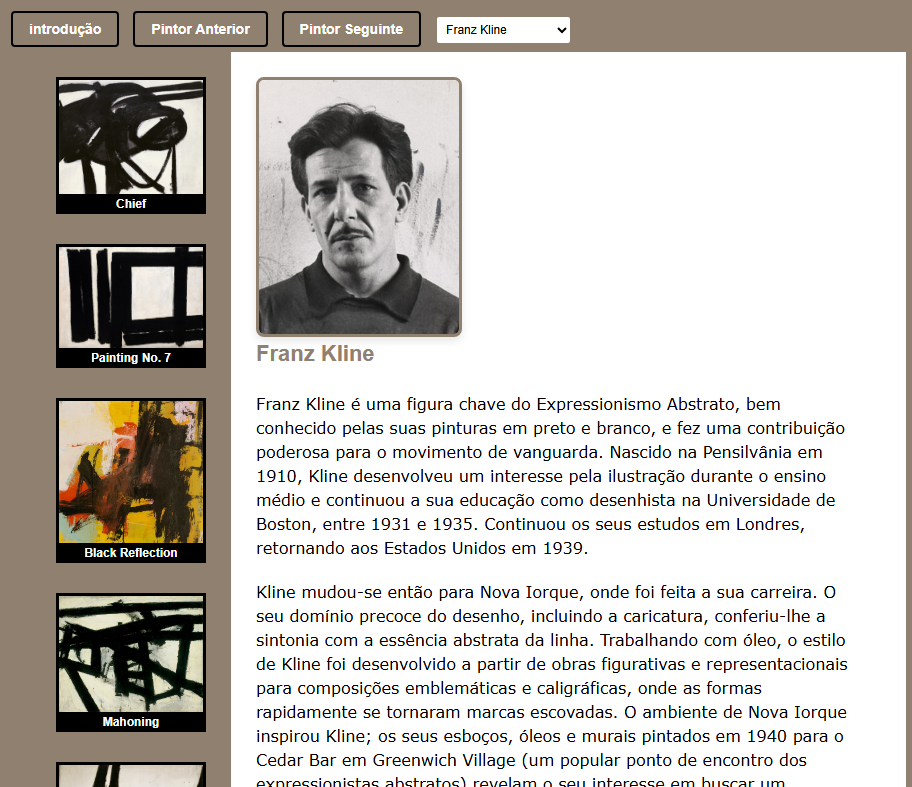 introdução
Pintor Anterior
Pintor Seguinte
Franz Kline
Chief
Painting No. 7
Black Reflection
Mahoning
Franz Kline
Franz Kline é uma figura chave do Expressionismo Abstrato, bem
conhecido pelas suas pinturas em preto e branco, e fez uma contribuição
poderosa para o movimento de vanguarda. Nascido na Pensilvânia em
1910, Kline desenvolveu um interesse pela ilustração durante o ensino
médio e continuou a sua educação como desenhista na Universidade de
Boston, entre 1931 e 1935. Continuou os seus estudos em Londres,
retornando aos Estados Unidos em 1939.
Kline mudou-se então para Nova Iorque, onde foi feita a sua carreira. O
seu domínio precoce do desenho, incluindo a caricatura, conferiu-lhe a
sintonia com a essência abstrata da linha. Trabalhando com óleo, o estilo
de Kline foi desenvolvido a partir de obras figurativas e representacionais
para composições emblemáticas e caligráficas, onde as formas
rapidamente se tornaram marcas escovadas. O ambiente de Nova Iorque
inspirou Kline; os seus esboços, óleos e murais pintados em 1940 para o
Cedar Bar em Greenwich Village (um popular ponto de encontro dos
expressionistas abstratos) revelam o seu interesse em buscar um